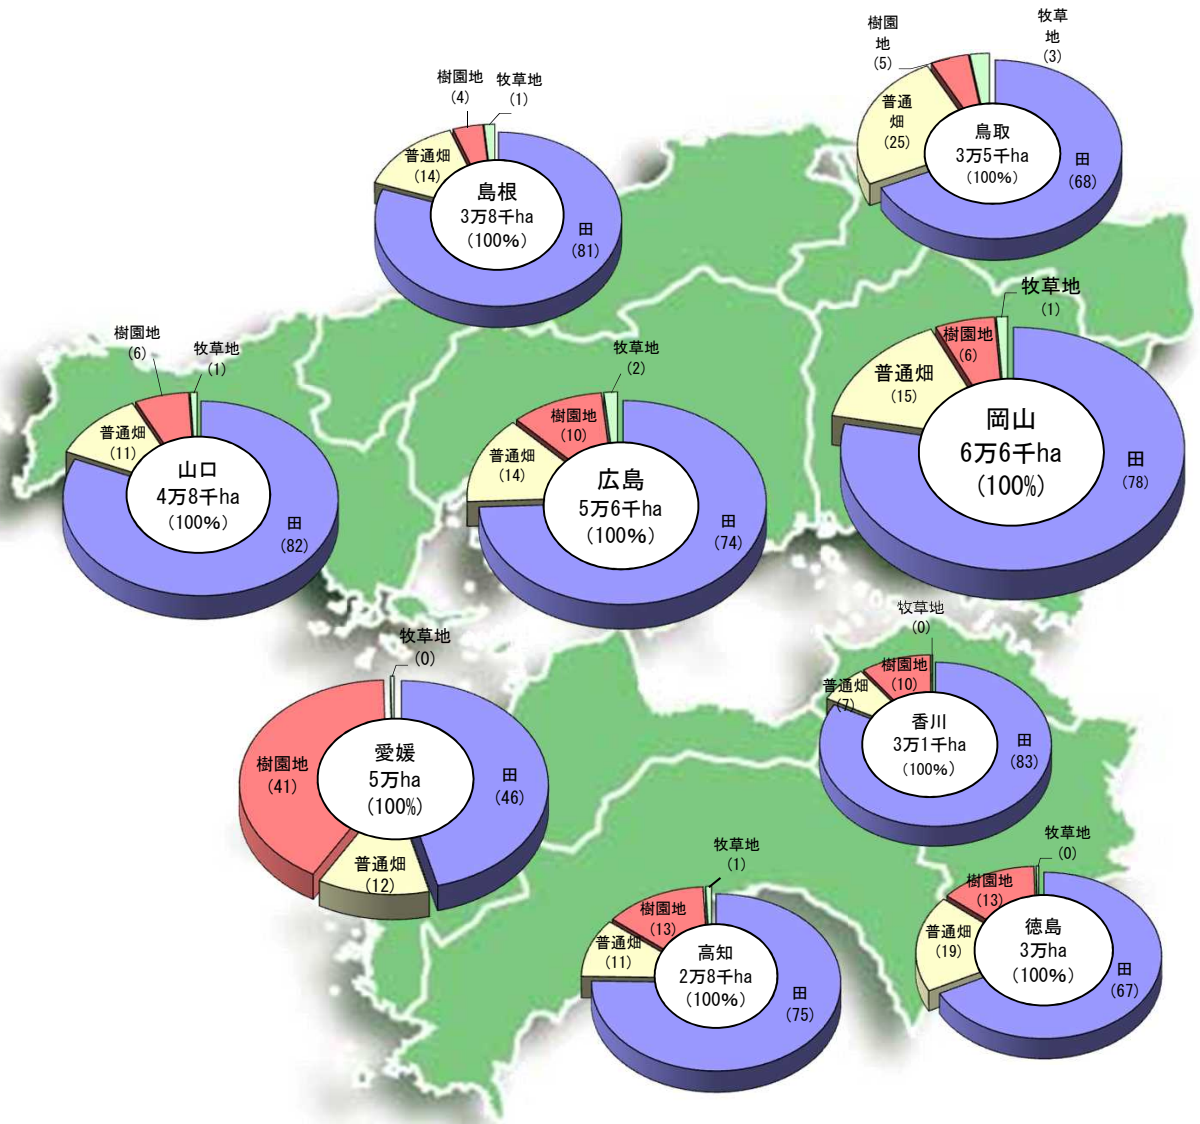 樹園地
(4)
牧草地
(1)
普通畑
(14)
島根
3万8千ha
(100%)
田
(81)
樹園
地
(5)
牧草
地
(3)
普通
畑
(25)
鳥取
3万5千ha
(100%)
田
(68)
樹園地
(6)
牧草地
(1)
普通畑
(11)
山口
4万8千ha
(100%)
田
(82)
牧草地
(2)
樹園地
(10)
普通畑
(14)
広島
5万6千ha
(100%)
田
(74)
牧草地
(1)
樹園地
(6)
普通畑
(15)
岡山
6万6千ha
(100%)
田
(78)
牧草地
(0)
樹園地
(41)
愛媛
5万ha
(100%)
田
(46)
普通畑
(12)
牧草地
(0)
樹園地
(10)
普通畑
(7)
香川
3万1千ha
(100%)
田
(83)
牧草地
(1)
樹園地
(13)
普通畑
(11)
高知
2万8千ha
(100%)
田
(75)
牧草地
(0)
樹園地
(13)
普通畑
(19)
徳島
3万ha
(100%)
田
(67)